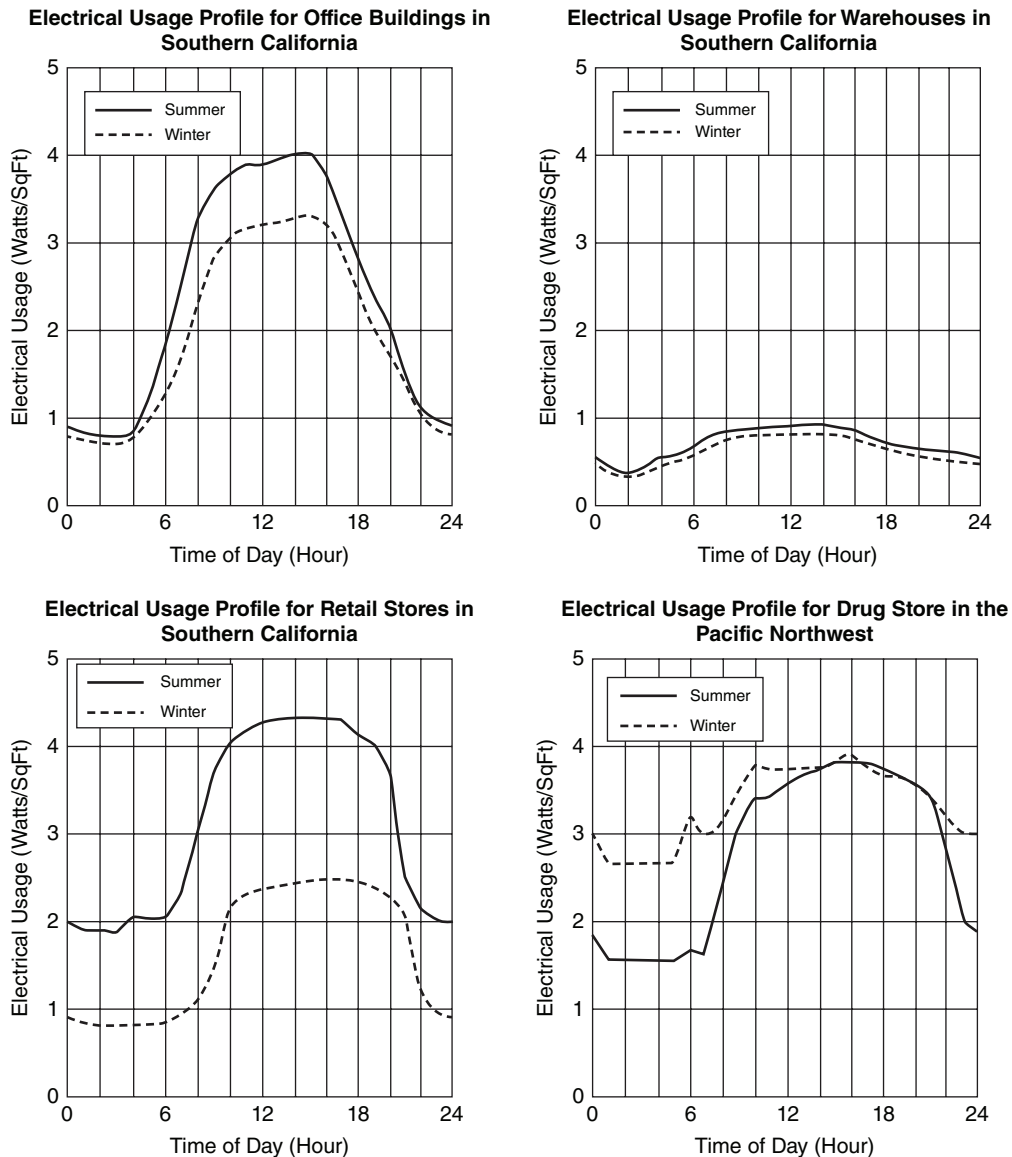 Electrical Usage Profile for Office Buildings in
Southern California
5
4
3
2
1
0
Electrical Usage (Watts/SqFt)
Summer
Winter
0 6 12 18 24
Time of Day (Hour)
Electrical Usage Profile for Warehouses in
Southern California
5
4
3
2
1
0
Electrical Usage (Watts/SqFt)
Summer
Winter
0 6 12 18 24
Time of Day (Hour)
Electrical Usage Profile for Retail Stores in
Southern California
5
4
3
2
1
0
Electrical Usage (Watts/SqFt)
Summer
Winter
0 6 12 18 24
Time of Day (Hour)
Electrical Usage Profile for Drug Store in the
Pacific Northwest
5
4
3
2
1
0
Electrical Usage (Watts/SqFt)
Summer
Winter
0 6 12 18 24
Time of Day (Hour)